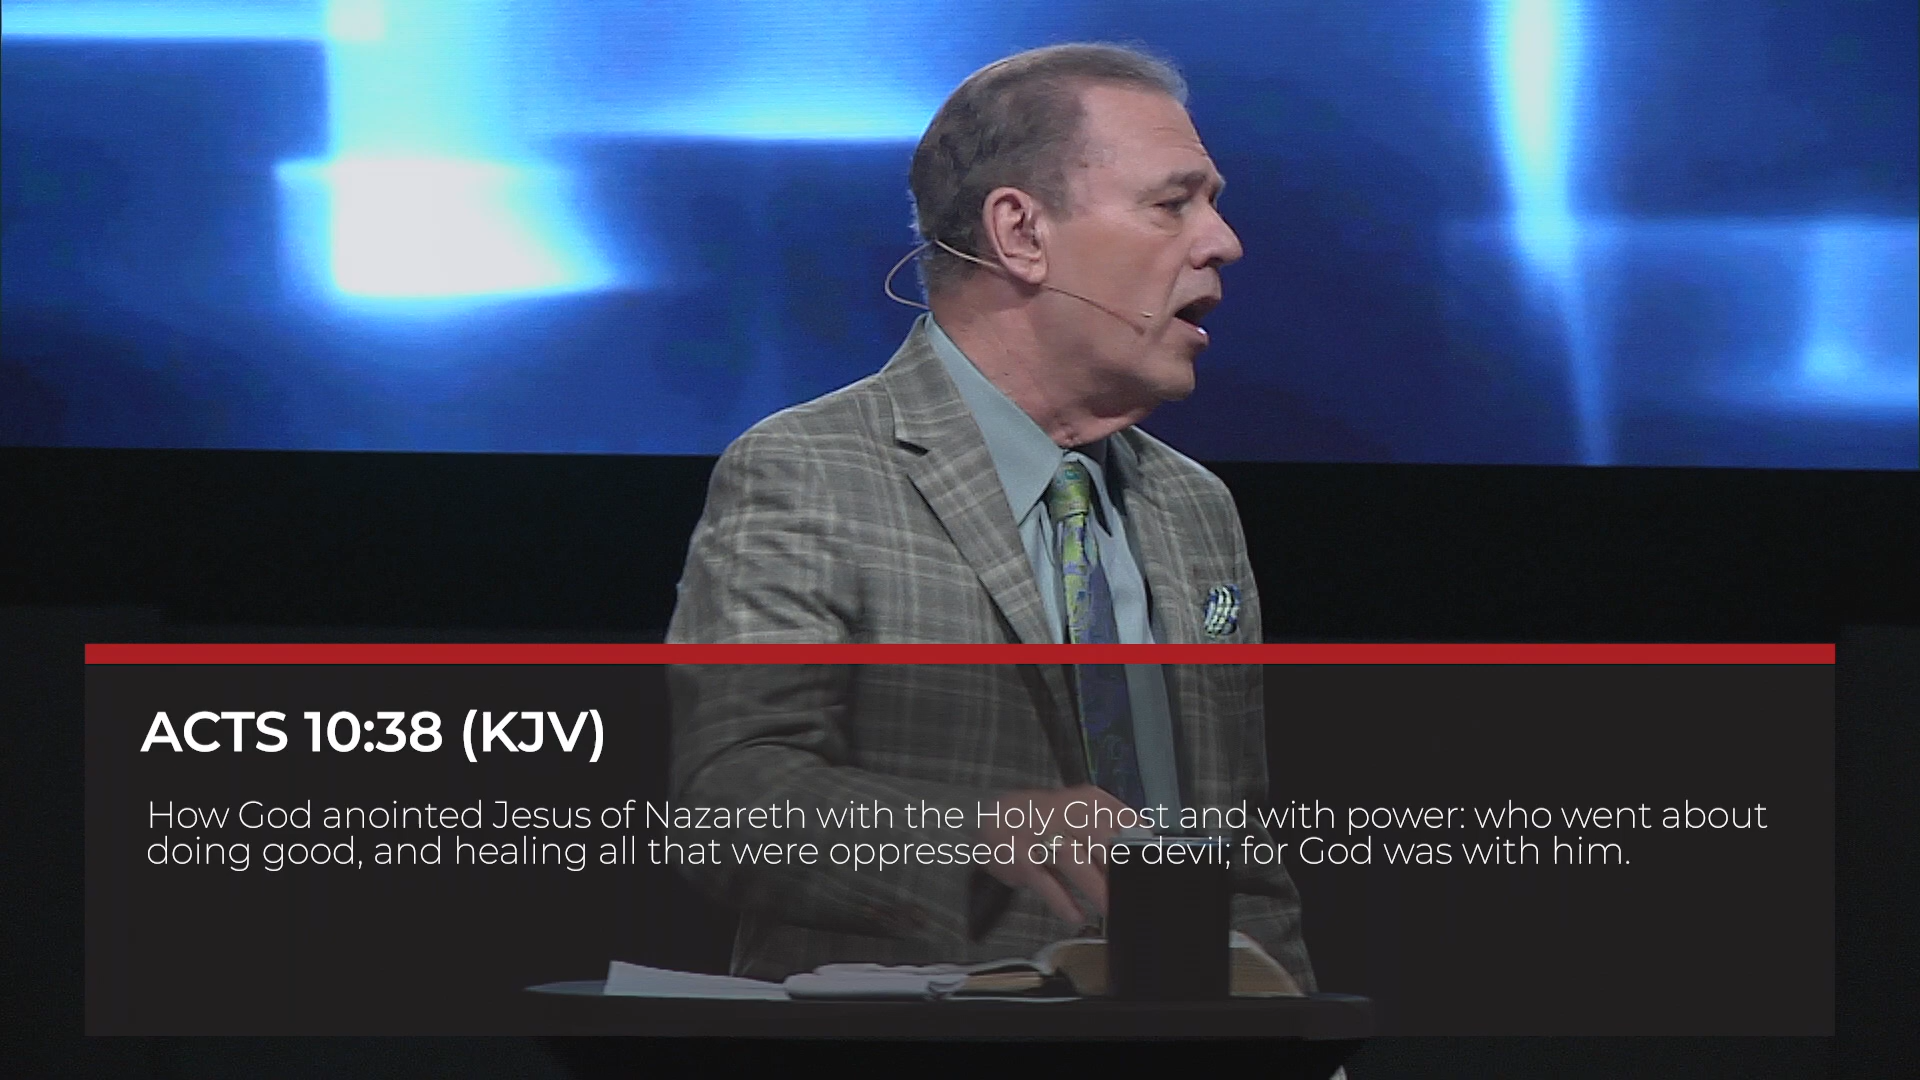 ACTS 10:38 (KJV)
How God anointed Jesus of Nazareth with the Holy Ghost and with power: who went about
doing good, and healing all that were oppressed of the devil; for God was with him.